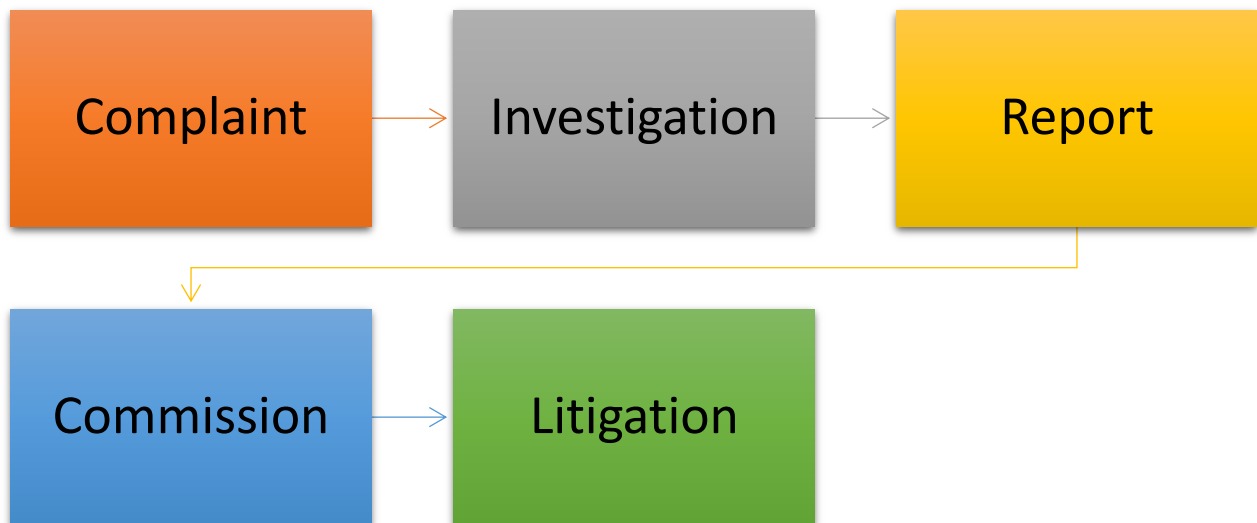 Complaint
Investigation
Report
Commission
Litigation